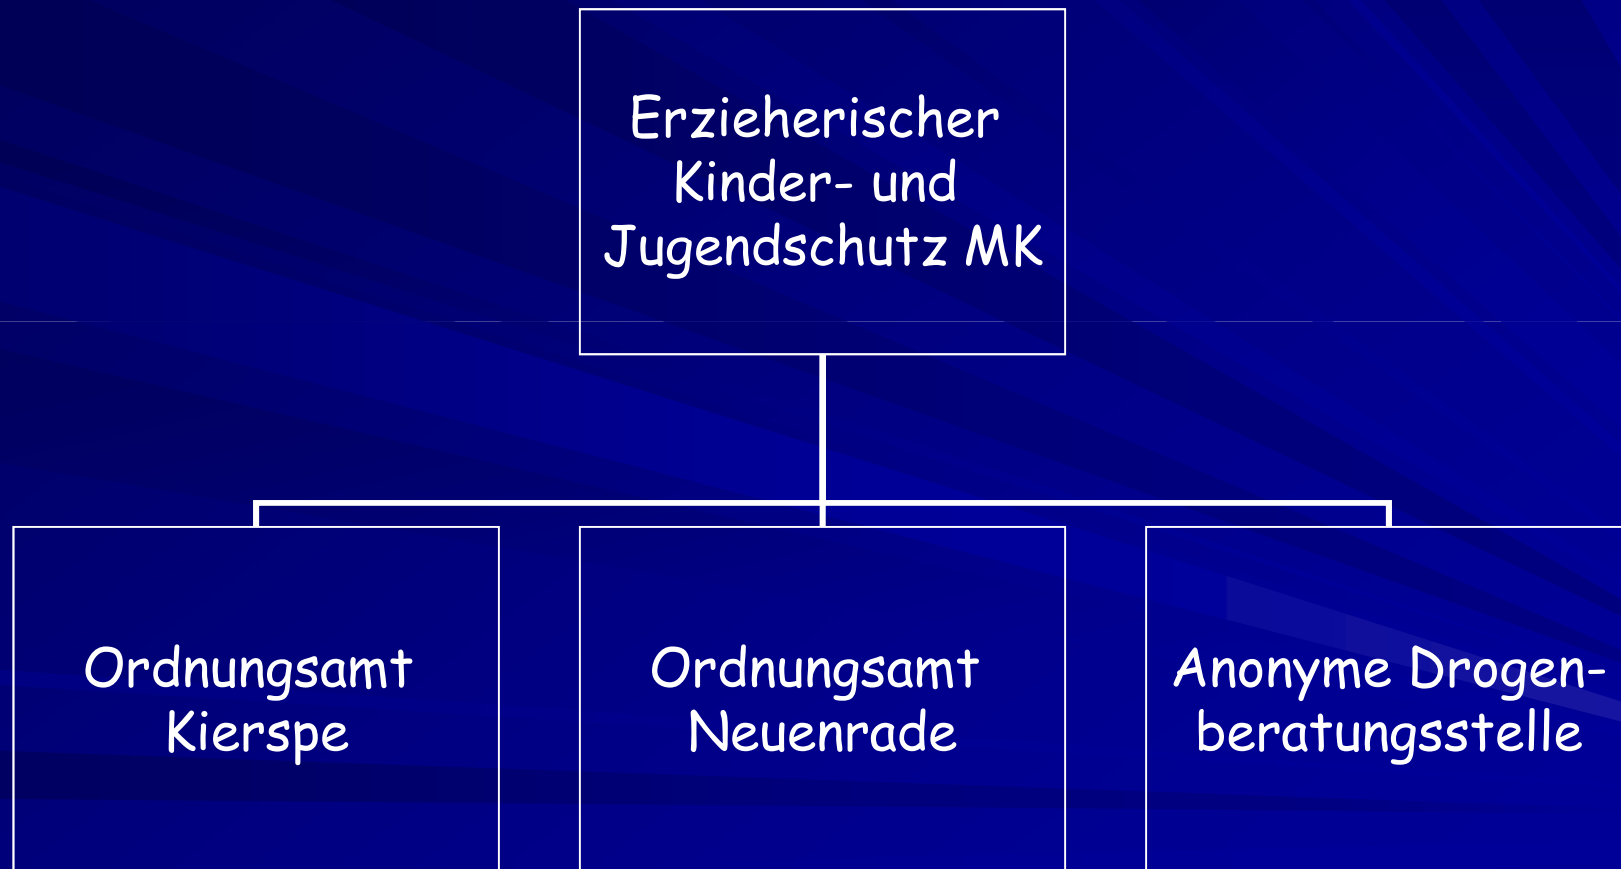 Erzieherischer
Kinder- und
Jugendschutz MK
Ordnungsamt
Kierspe
Ordnungsamt
Neuenrade
Anonyme Drogen-
beratungsstelle